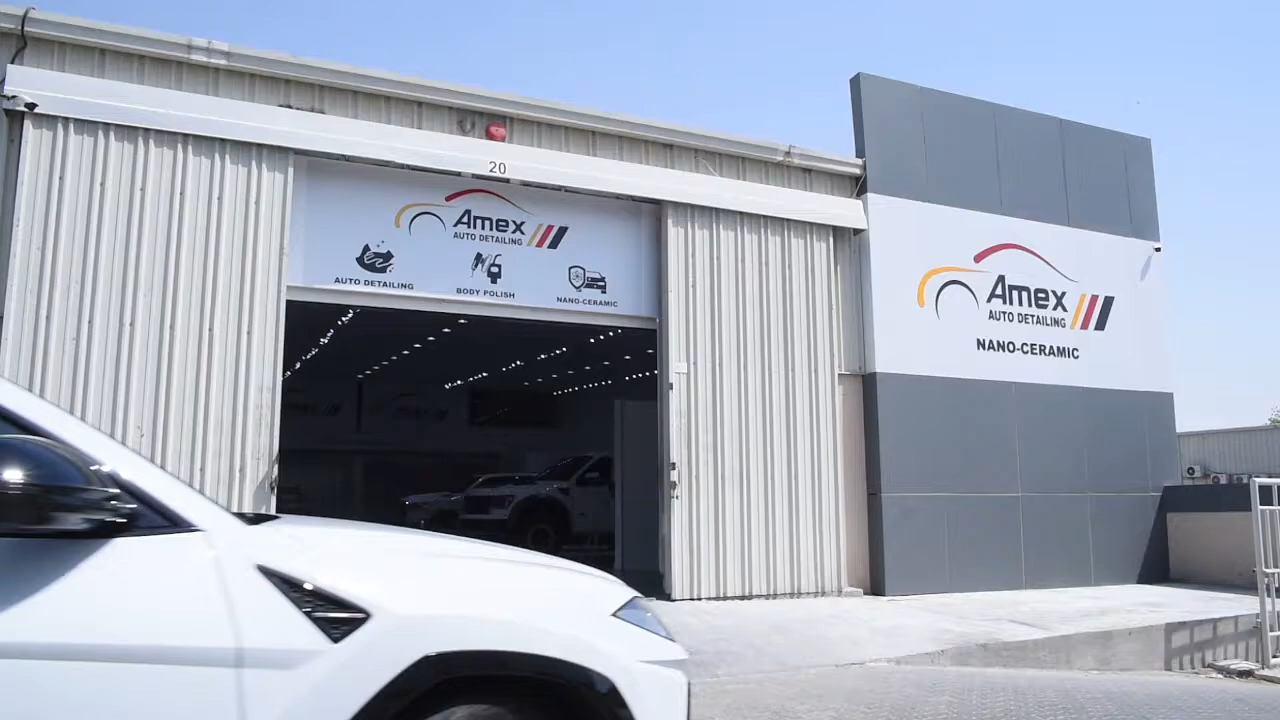 20
Amex
AUTO DETAILING
AUTO DETAILING
BODY POLISH
NANO-CERAMIC
Amex
AUTO DETAILING
NANO-CERAMIC